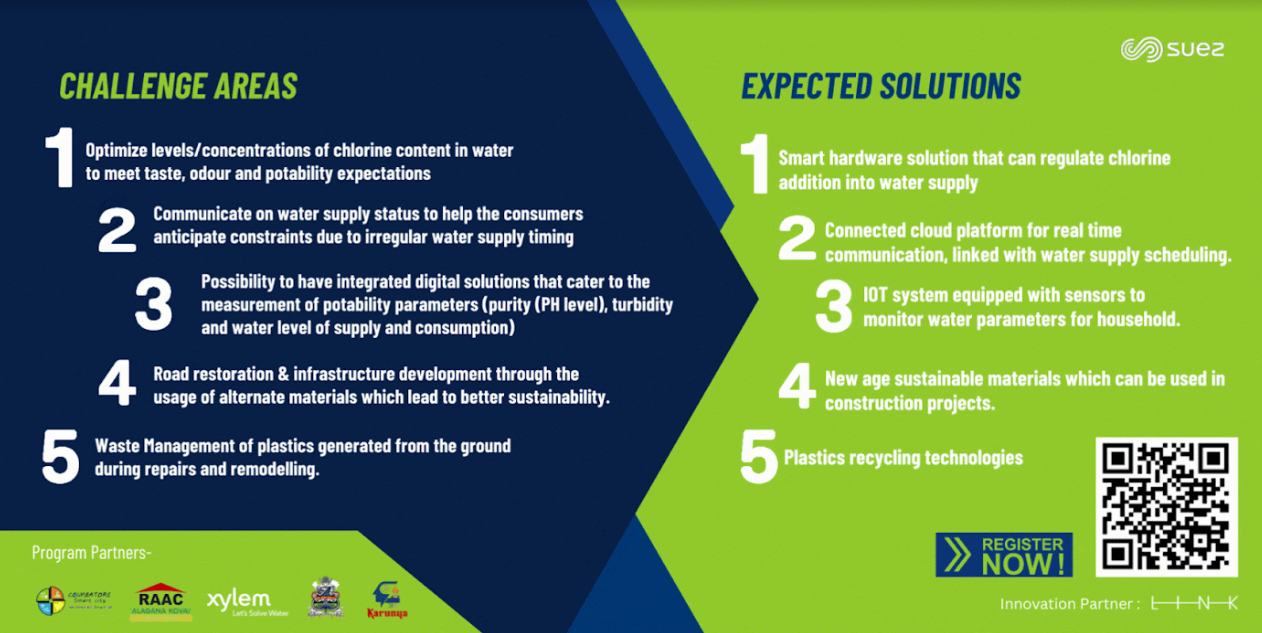 suez
CHALLENGE AREAS
1
Optimize levels/concentrations of chlorine content in water
to meet taste, odour and potability expectations
2
Communicate on water supply status to help the consumers
anticipate constraints due to irregular water supply timing
3
Possibility to have integrated digital solutions that cater to the
measurement of potability parameters (purity (PH level), turbidity
and water level of supply and consumption)
4
Road restoration & infrastructure development through the
usage of alternate materials which lead to better sustainability.
5
Waste Management of plastics generated from the ground
during repairs and remodelling.
EXPECTED SOLUTIONS
1
Smart hardware solution that can regulate chlorine
addition into water supply
2
Connected cloud platform for real time
communication, linked with water supply scheduling.
3
IOT system equipped with sensors to
monitor water parameters for household.
4
New age sustainable materials which can be used in
construction projects.
5
Plastics recycling technologies
REGISTER
NOW!
Innovation Partner : LINK
Program Partners-
COIMBATORE
Smart City
RAAC
xylem
Let's Solve Water
Karunya